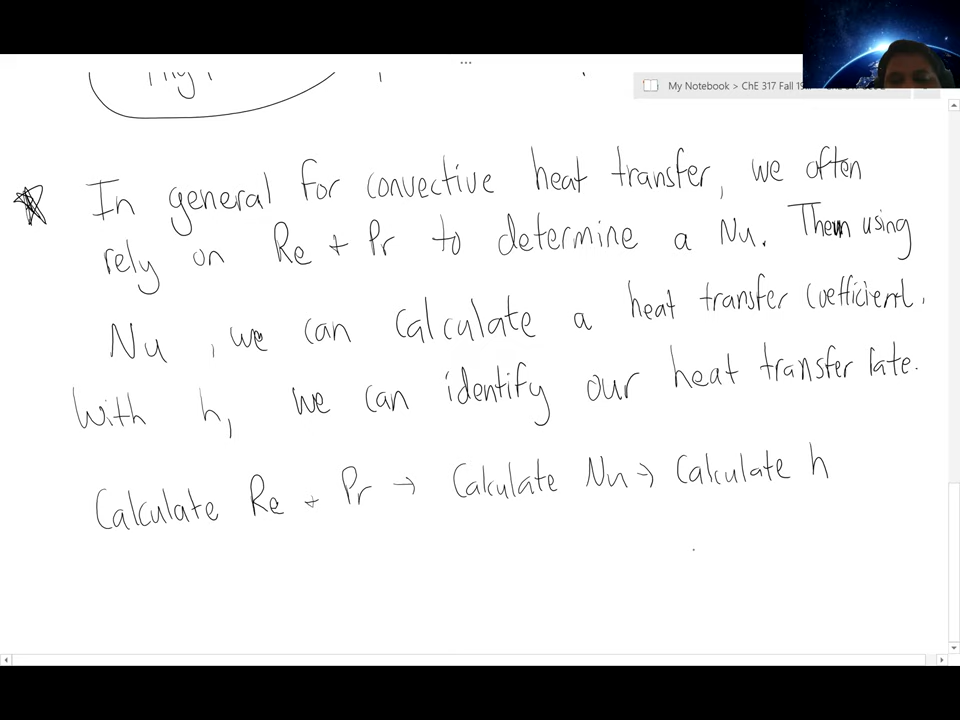 My Notebook > ChE 317 Fall 19
In general for convective heat transfer, we often
rely on Re + Pr to determine a Nu. Then using
Nu, we can calculate a heat transfer coefficient.
With h, we can identify our heat transfer rate.
Calculate Re + Pr → Calculate Nu → Calculate h